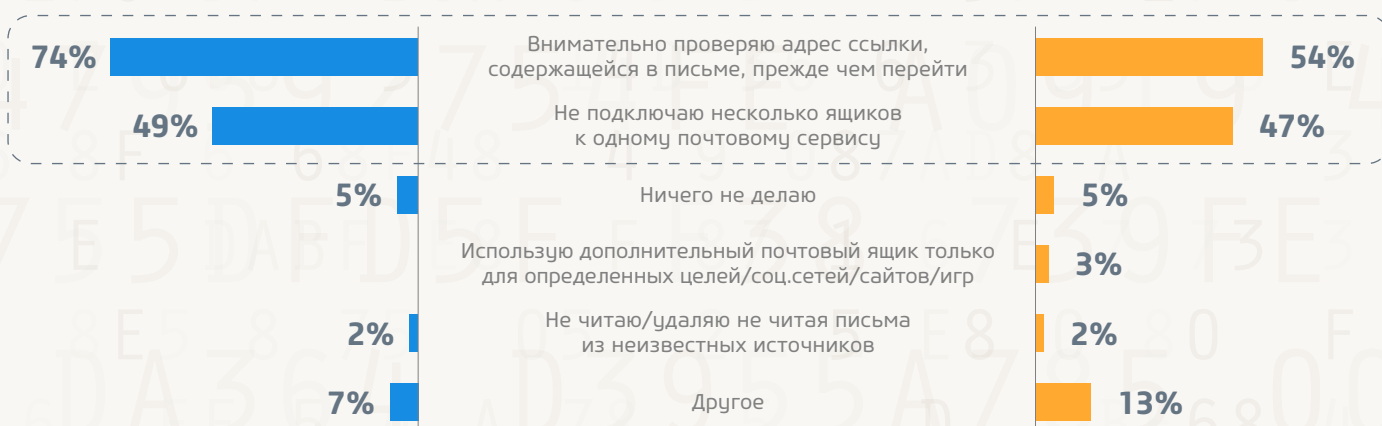 74%
Внимательно проверяю адрес ссылки,
содержащейся в письме, прежде чем перейти
54%
49%
Не подключаю несколько ящиков
к одному почтовому сервису
47%
5%
Ничего не делаю
5%
Использую дополнительный почтовый ящик только
для определенных целей/соц.сетей/сайтов/игр
3%
2%
Не читаю/удаляю не читая письма
из неизвестных источников
2%
7%
Другое
13%